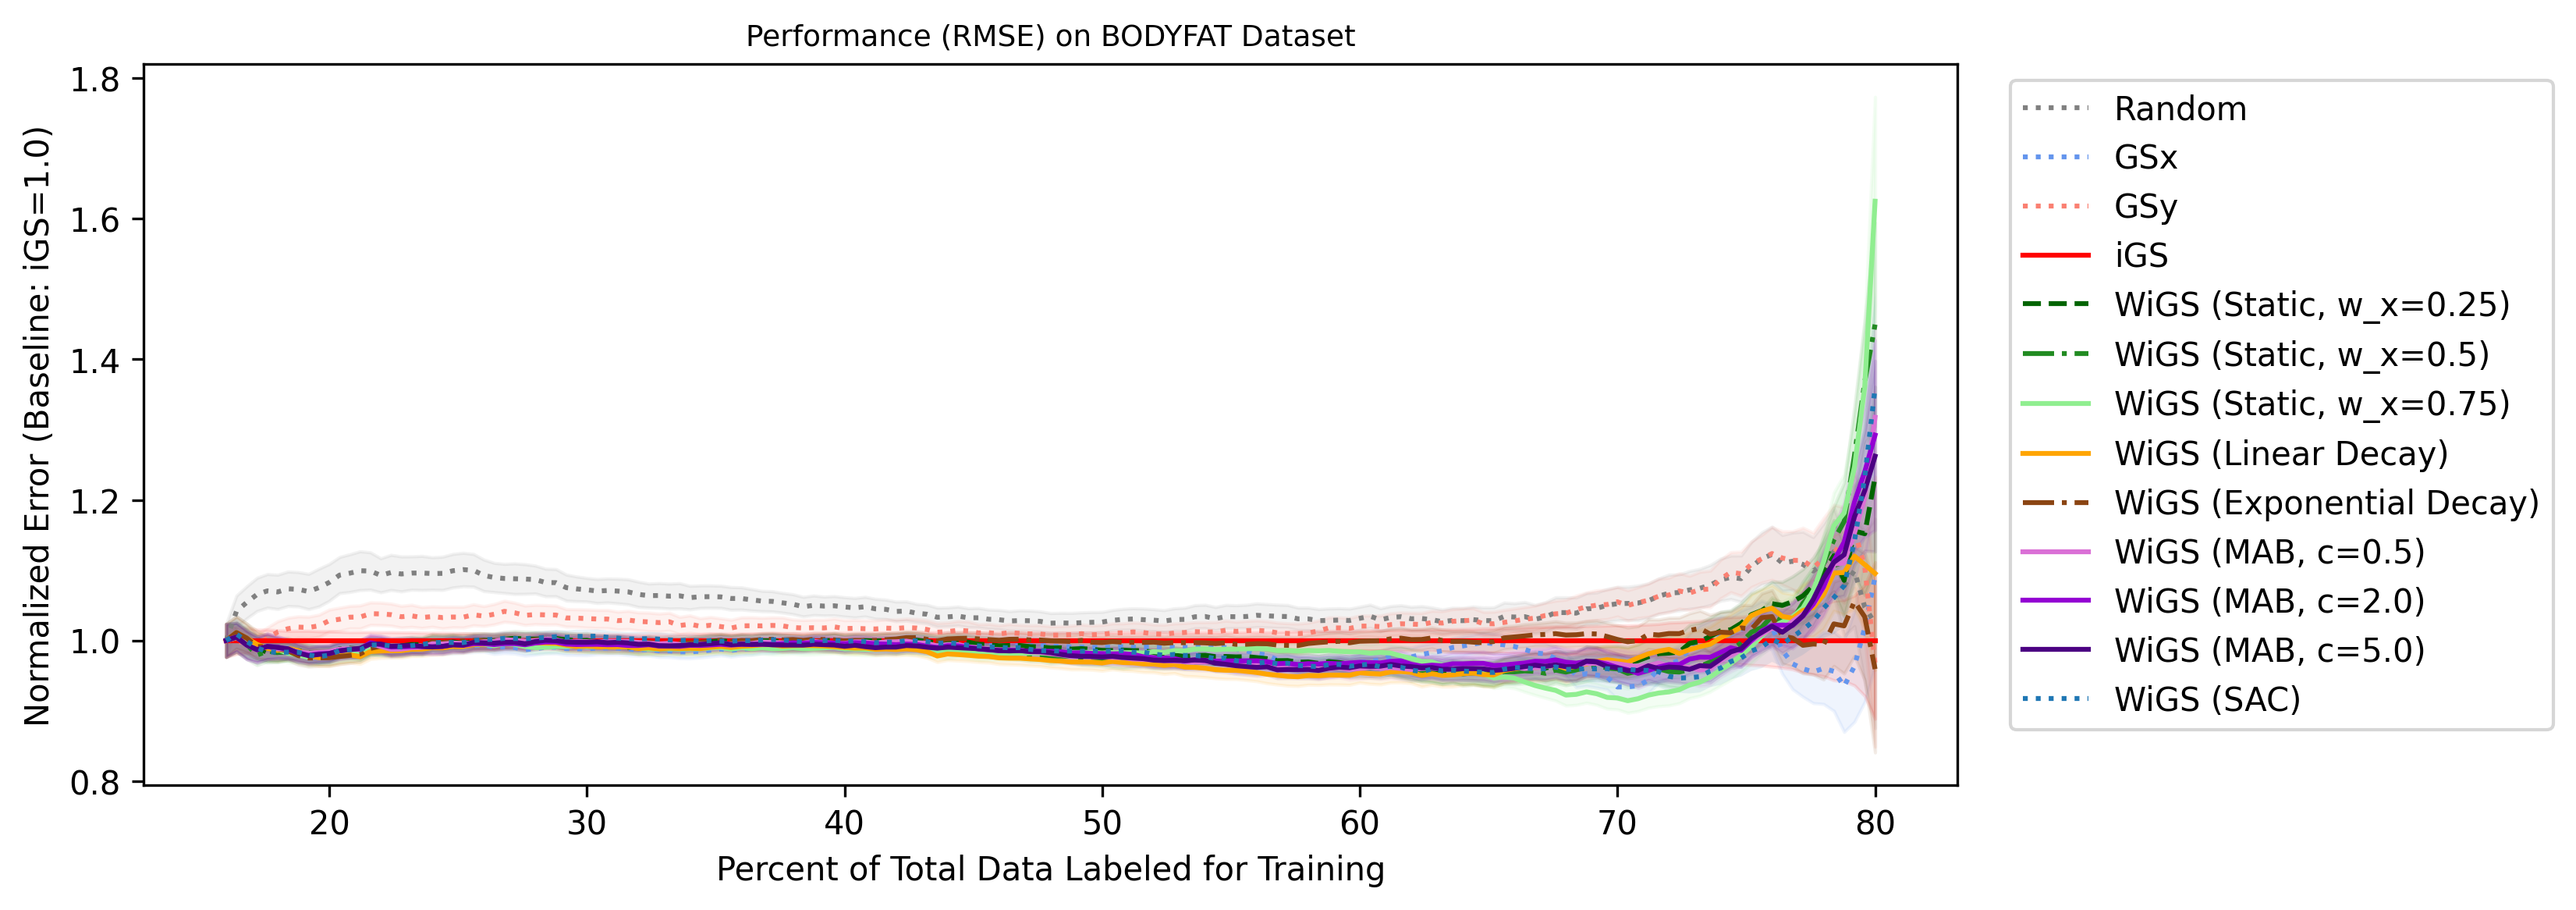 Performance (RMSE) on BODYFAT Dataset
Normalized Error (Baseline: iGS=1.0)
1.8
1.6
1.4
1.2
1.0
0.8
20 30 40 50 60 70 80
Percent of Total Data Labeled for Training
Random
GSx
GSy
iGS
WiGS (Static, w_x=0.25)
WiGS (Static, w_x=0.5)
WiGS (Static, w_x=0.75)
WiGS (Linear Decay)
WiGS (Exponential Decay)
WiGS (MAB, c=0.5)
WiGS (MAB, c=2.0)
WiGS (MAB, c=5.0)
WiGS (SAC)